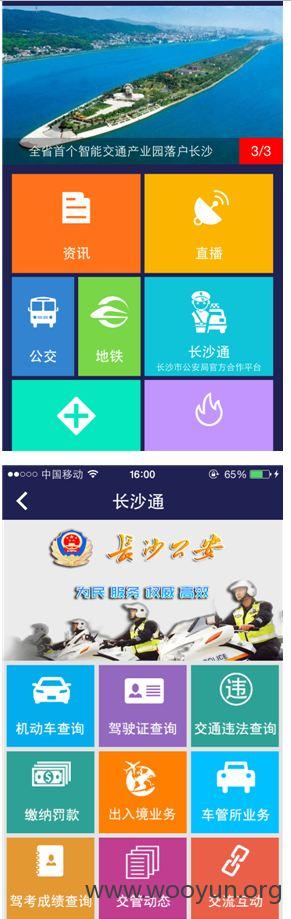 全省首个智能交通产业园落户长沙
3/3
资讯
直播
公交
地铁
长沙通
长沙市公安局官方合作平台
中国移动
16:00
65%
长沙通
长沙公安
为民 服务 权威 高效
机动车查询
驾驶证查询
违
交通违法查询
缴纳罚款
出入境业务
车管所业务
驾考成绩查询
交管动态
交流互动
www.wooyun.org